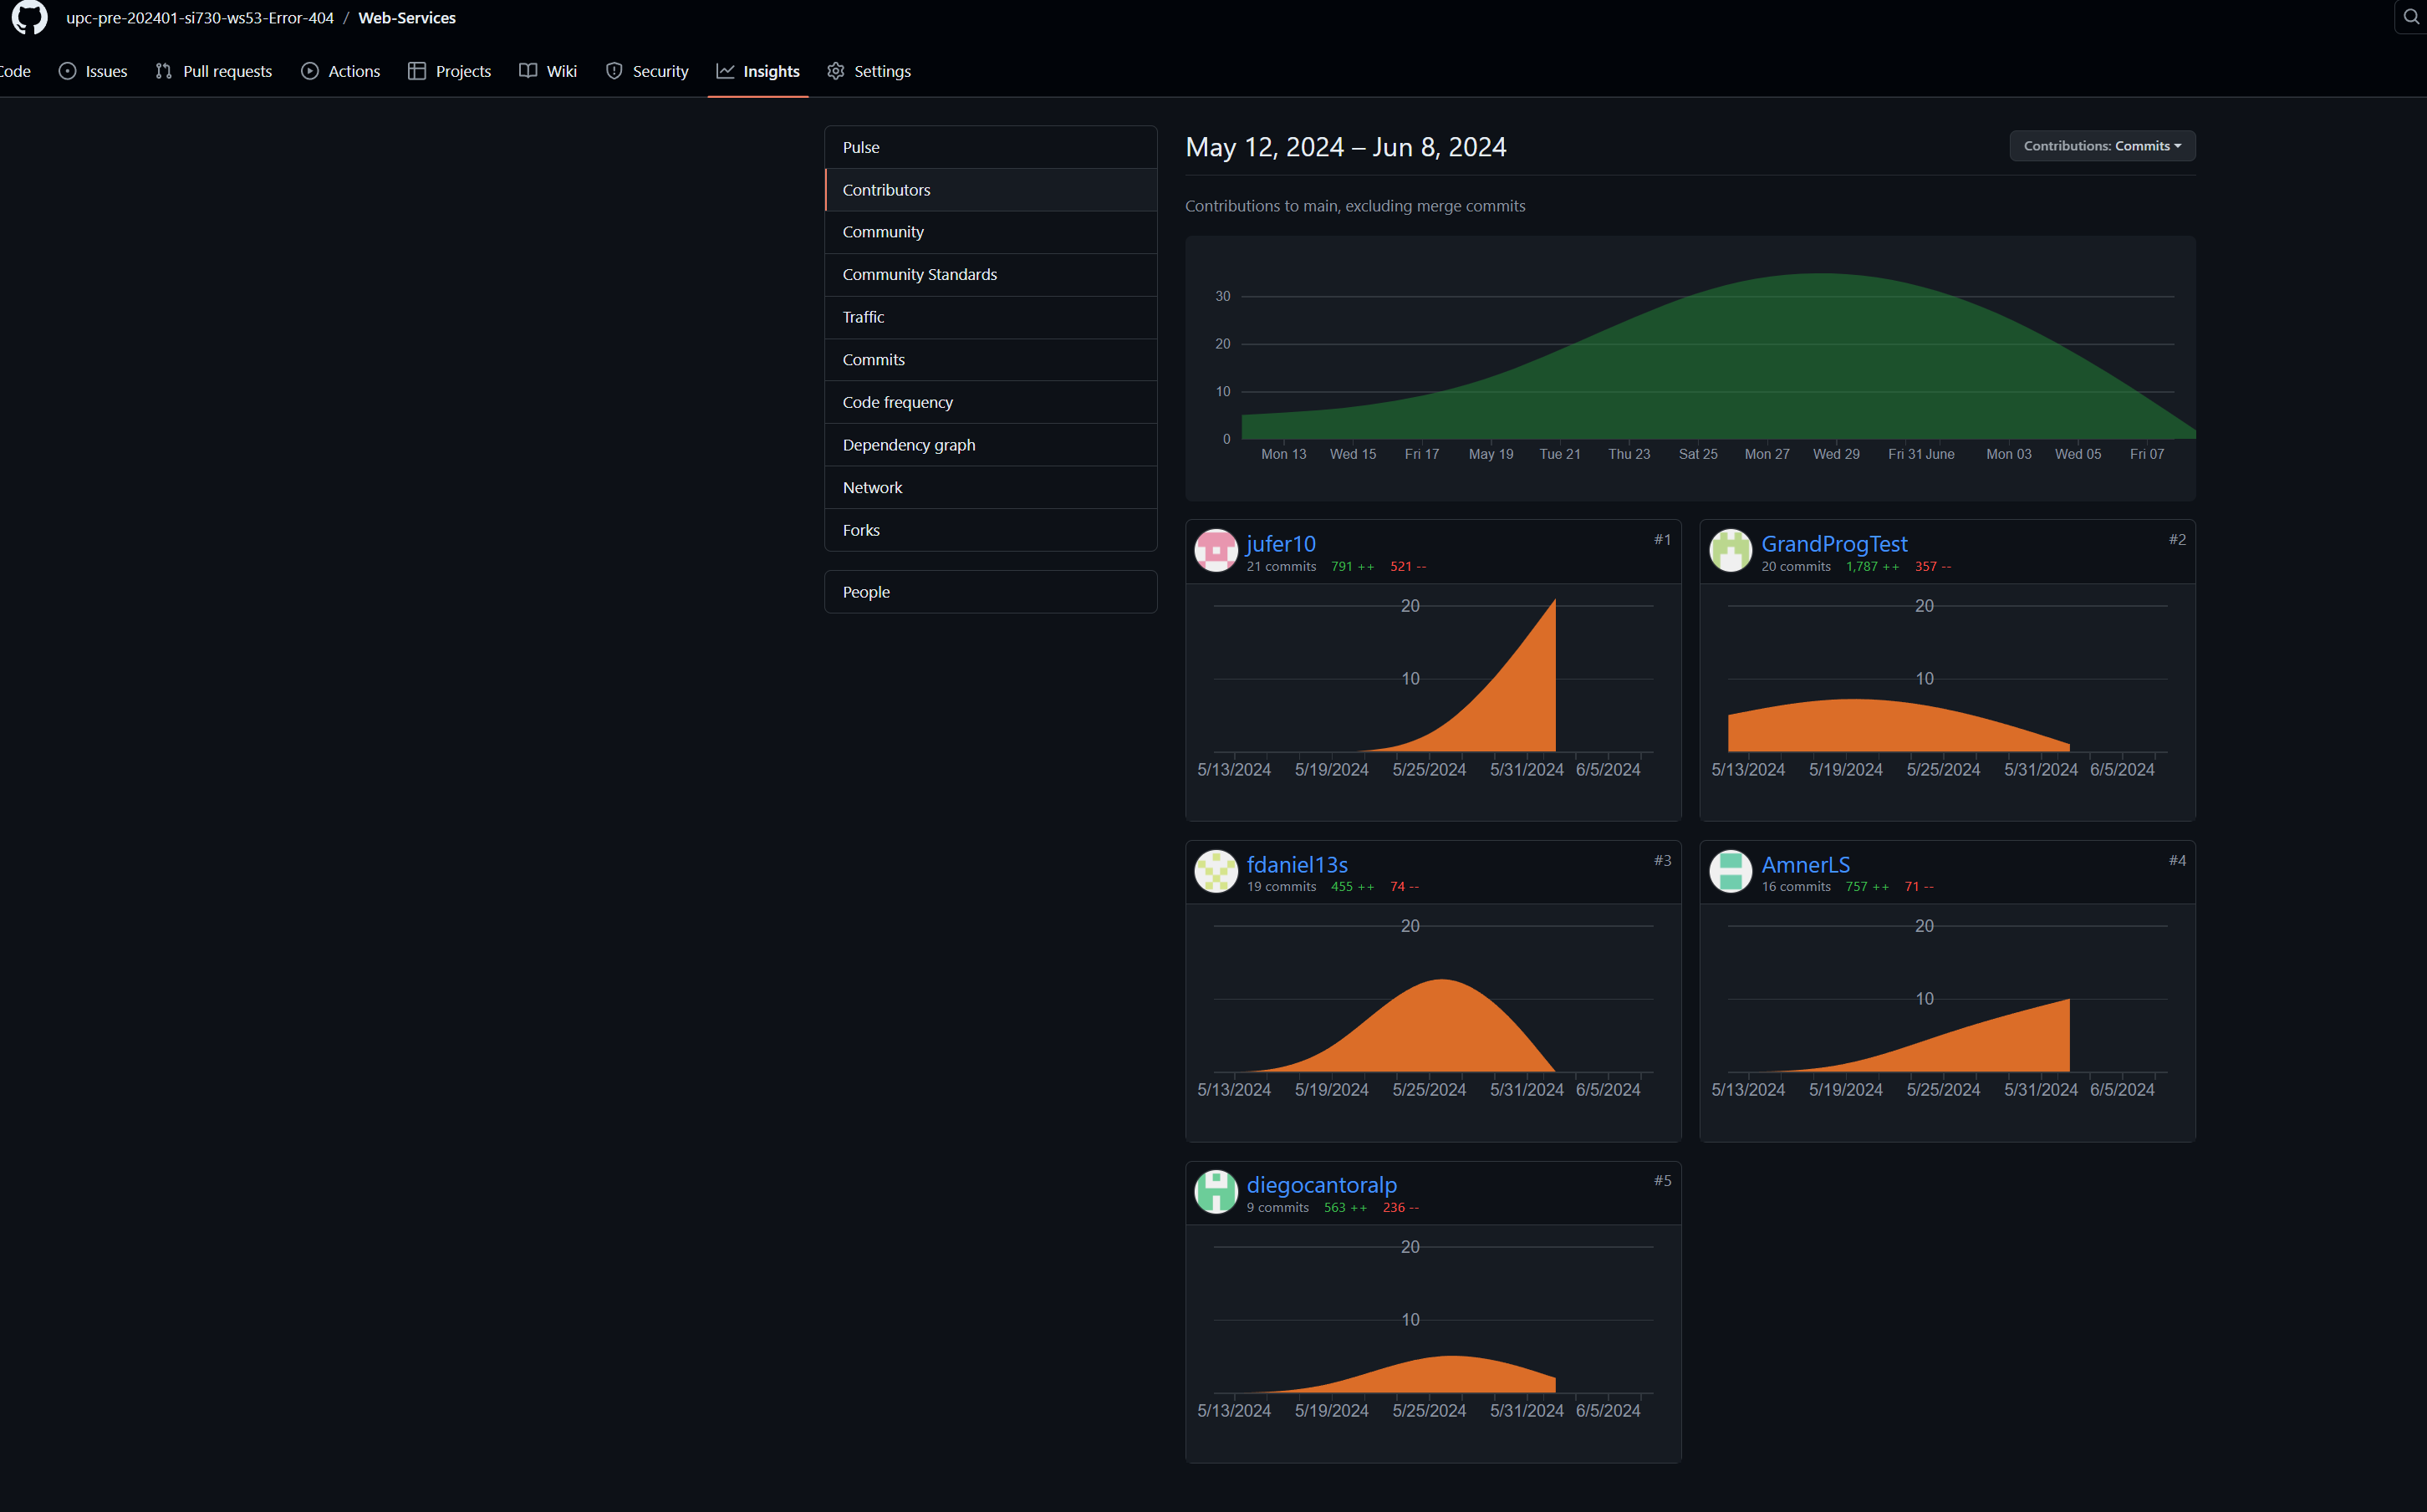 upc-pre-202401-si730-ws53-Error-404 / Web-Services
Code Issues Pull requests Actions Projects Wiki Security Insights Settings
Pulse
Contributors
Community
Community Standards
Traffic
Commits
Code frequency
Dependency graph
Network
Forks
People
May 12, 2024 – Jun 8, 2024
Contributions: Commits
Contributions to main, excluding merge commits
30
20
10
0
Mon 13 Wed 15 Fri 17 May 19 Tue 21 Thu 23 Sat 25 Mon 27 Wed 29 Fri 31 June Mon 03 Wed 05 Fri 07
jufer10 #1
21 commits 791 ++ 521 --
20
10
5/13/2024 5/19/2024 5/25/2024 5/31/2024 6/5/2024
GrandProgTest #2
20 commits 1,787 ++ 357 --
20
10
5/13/2024 5/19/2024 5/25/2024 5/31/2024 6/5/2024
fdaniel13s #3
19 commits 455 ++ 74 --
20
5/13/2024 5/19/2024 5/25/2024 5/31/2024 6/5/2024
AmnerLS #4
16 commits 757 ++ 71 --
20
10
5/13/2024 5/19/2024 5/25/2024 5/31/2024 6/5/2024
diegocantoralp #5
9 commits 563 ++ 236 --
20
10
5/13/2024 5/19/2024 5/25/2024 5/31/2024 6/5/2024